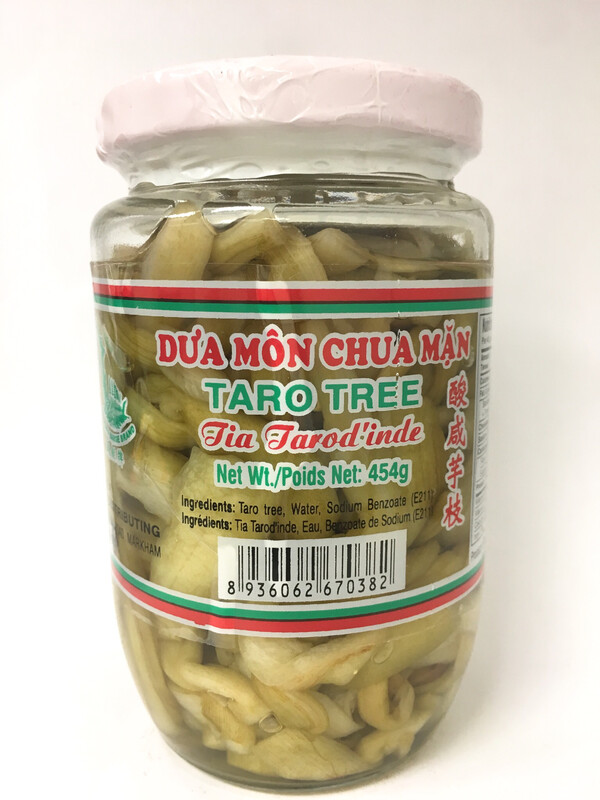 DƯA MÔN CHUA MẶN
TARO TREE
Tia Tarod'inde
Net Wt./Poids Net: 454g
Ingredients: Taro tree, Water, Sodium Benzoate (E211)
Ingrédients: Tia Tarod'inde, Eau, Benzoate de Sodium (E211
8 936062 670382
酸咸芋枝
MARKHAM